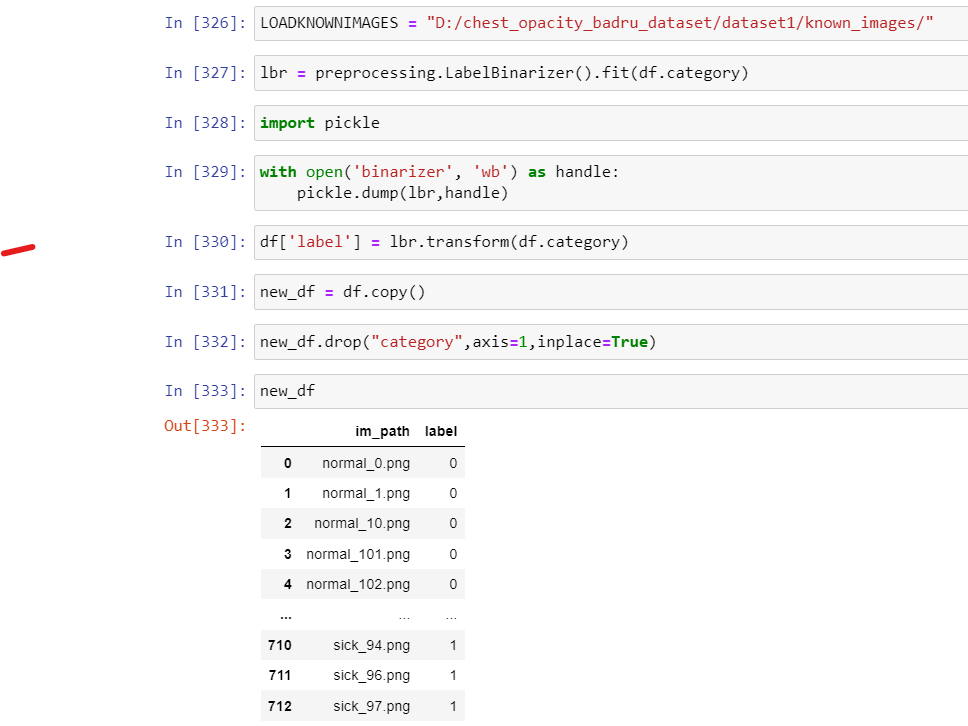 In [326]: LOADKNOWNIMAGES = "D:/chest_opacity_badru_dataset/dataset1/known_images/"
In [327]: lbr = preprocessing.LabelBinarizer().fit(df.category)
In [328]: import pickle
In [329]: with open('binarizer', 'wb') as handle:
    pickle.dump(lbr,handle)
In [330]: df['label'] = lbr.transform(df.category)
In [331]: new_df = df.copy()
In [332]: new_df.drop("category",axis=1,inplace=True)
In [333]: new_df
Out[333]:
im_path label
0 normal_0.png 0
1 normal_1.png 0
2 normal_10.png 0
3 normal_101.png 0
4 normal_102.png 0
... ... ...
710 sick_94.png 1
711 sick_96.png 1
712 sick_97.png 1